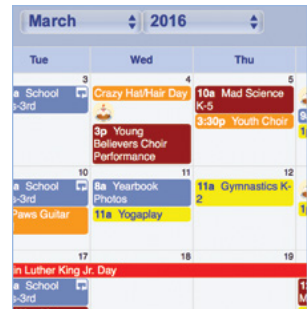 March 2016
Tue Wed Thu
3 4 5
a School
s-3rd
Crazy Hat/Hair Day
3p Young
Believers Choir
Performance
10a Mad Science
K-5
3:30p Youth Choir
10 11 12
a School
s-3rd
Paws Guitar
8a Yearbook
Photos
11a Yogaplay
11a Gymnastics K-
2
17 18 19
in Luther King Jr. Day
a School
s-3rd